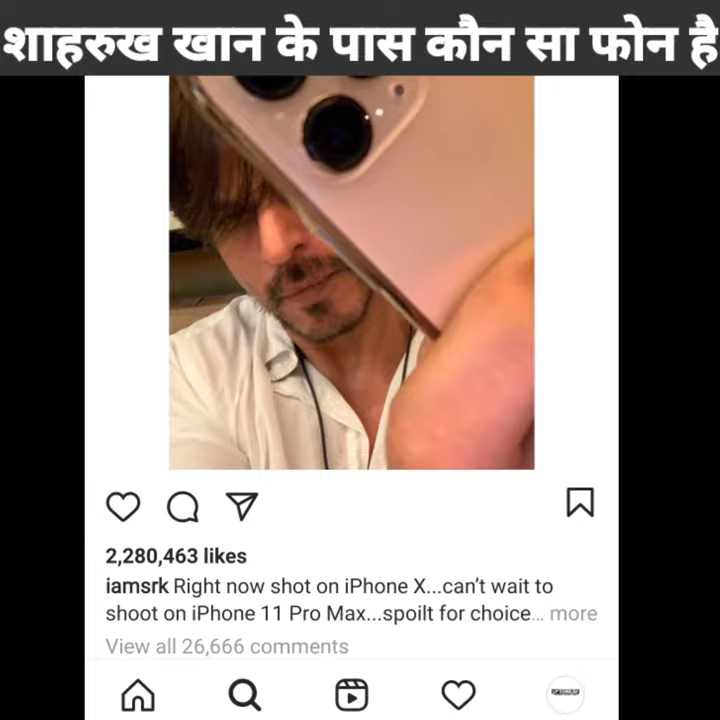 शाहरुख खान के पास कौन सा फोन है
2,280,463 likes
iamsrk Right now shot on iPhone X...can't wait to
shoot on iPhone 11 Pro Max...spoilt for choice... more
View all 26,666 comments